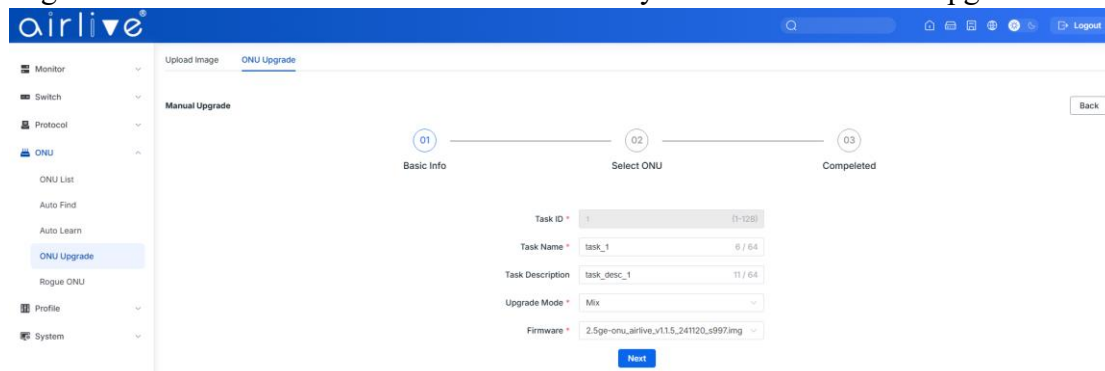 airlive®
Logout
Monitor
Switch
Protocol
ONU
ONU List
Auto Find
Auto Learn
ONU Upgrade
Rogue ONU
Profile
System
Upload Image ONU Upgrade
Manual Upgrade Back
01 02 03
Basic Info Select ONU Compeleted
Task ID * 1 (1-128)
Task Name * task_1 6 / 64
Task Description task_desc_1 11 / 64
Upgrade Mode * Mix
Firmware * 2.5ge-onu_airlive_v1.1.5_241120_s997.img
Next